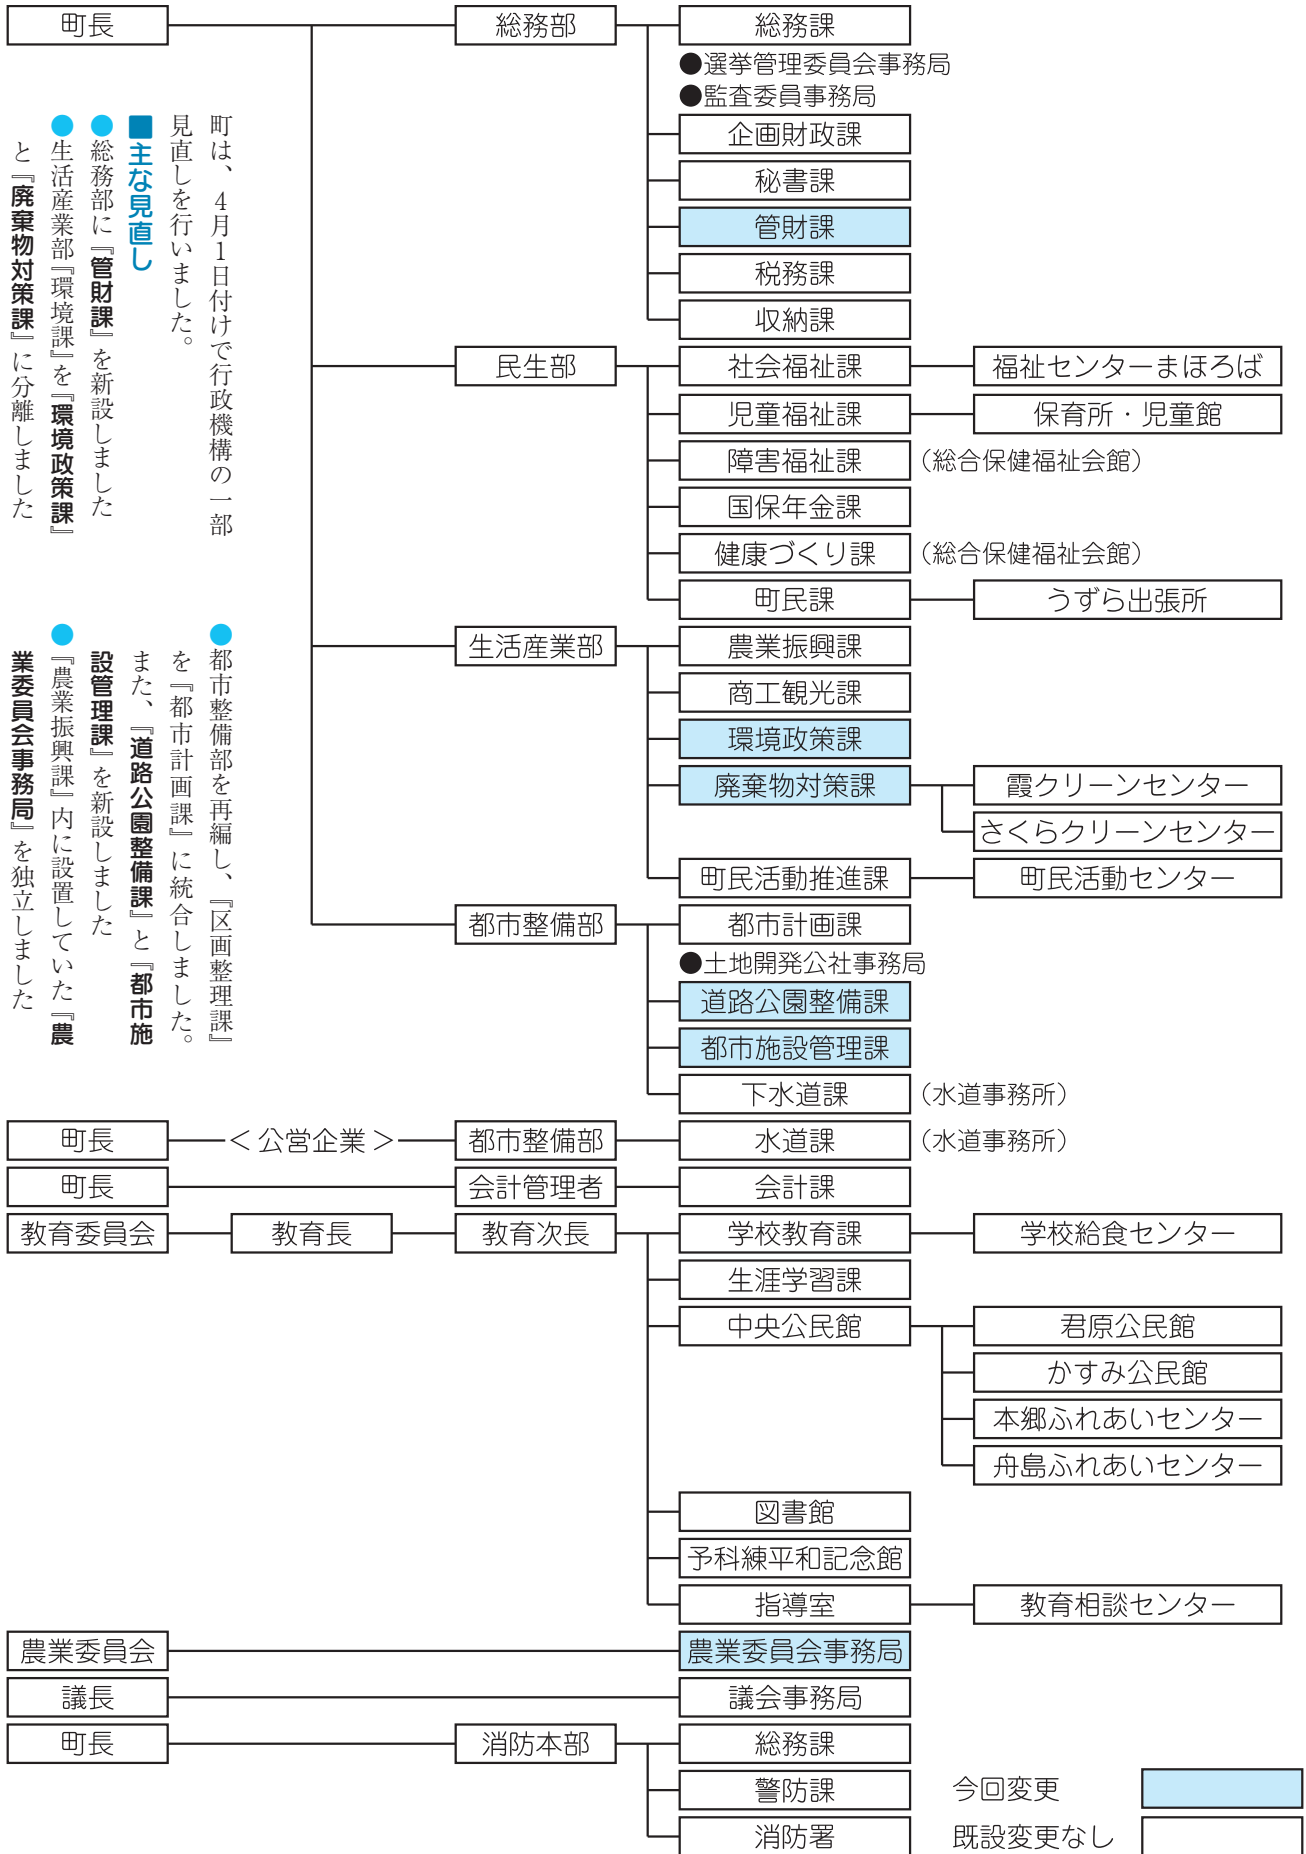 町は、4月1日付けで行政機構の一部
見直しを行いました。
■主な見直し
●総務部に『管財課』を新設しました
●生活産業部『環境課』を『環境政策課』
と『廃棄物対策課』に分離しました
●都市整備部を再編し、『区画整理課』
を『都市計画課』に統合しました。
また、『道路公園整備課』と『都市施
設管理課』を新設しました
●『農業振興課』内に設置していた『農
業委員会事務局』を独立しました
町長
総務部
総務課
●選挙管理委員会事務局
●監査委員事務局
企画財政課
秘書課
管財課
税務課
収納課
民生部
社会福祉課
福祉センターまほろば
児童福祉課
保育所・児童館
障害福祉課
（総合保健福祉会館）
国保年金課
健康づくり課
（総合保健福祉会館）
町民課
うずら出張所
生活産業部
農業振興課
商工観光課
環境政策課
廃棄物対策課
霞クリーンセンター
さくらクリーンセンター
町民活動推進課
町民活動センター
都市整備部
都市計画課
●土地開発公社事務局
道路公園整備課
都市施設管理課
下水道課
（水道事務所）
町長
＜公営企業＞
都市整備部
水道課
（水道事務所）
町長
会計管理者
会計課
教育委員会
教育長
教育次長
学校教育課
学校給食センター
生涯学習課
中央公民館
君原公民館
かすみ公民館
本郷ふれあいセンター
舟島ふれあいセンター
図書館
予科練平和記念館
指導室
教育相談センター
農業委員会
農業委員会事務局
議長
議会事務局
町長
消防本部
総務課
警防課
消防署
今回変更
既設変更なし